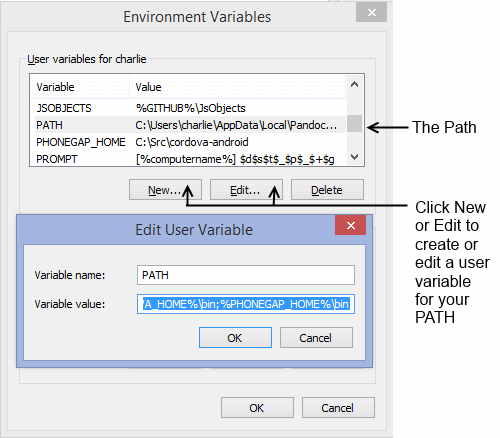 Environment Variables
User variables for charlie
Variable Value
JSOBJECTS %GITHUB%\JsObjects
PATH C:\Users\charlie\AppData\Local\Pandoc...
PHONEGAP_HOME C:\Src\cordova-android
PROMPT [%computername%] $d$s$t$_$p$_$+$g
New... Edit... Delete
The Path
Click New
or Edit to
create or
edit a user
variable
for your
PATH
Edit User Variable
Variable name: PATH
Variable value: 'A_HOME%\bin;%PHONEGAP_HOME%\bin
OK Cancel
OK Cancel